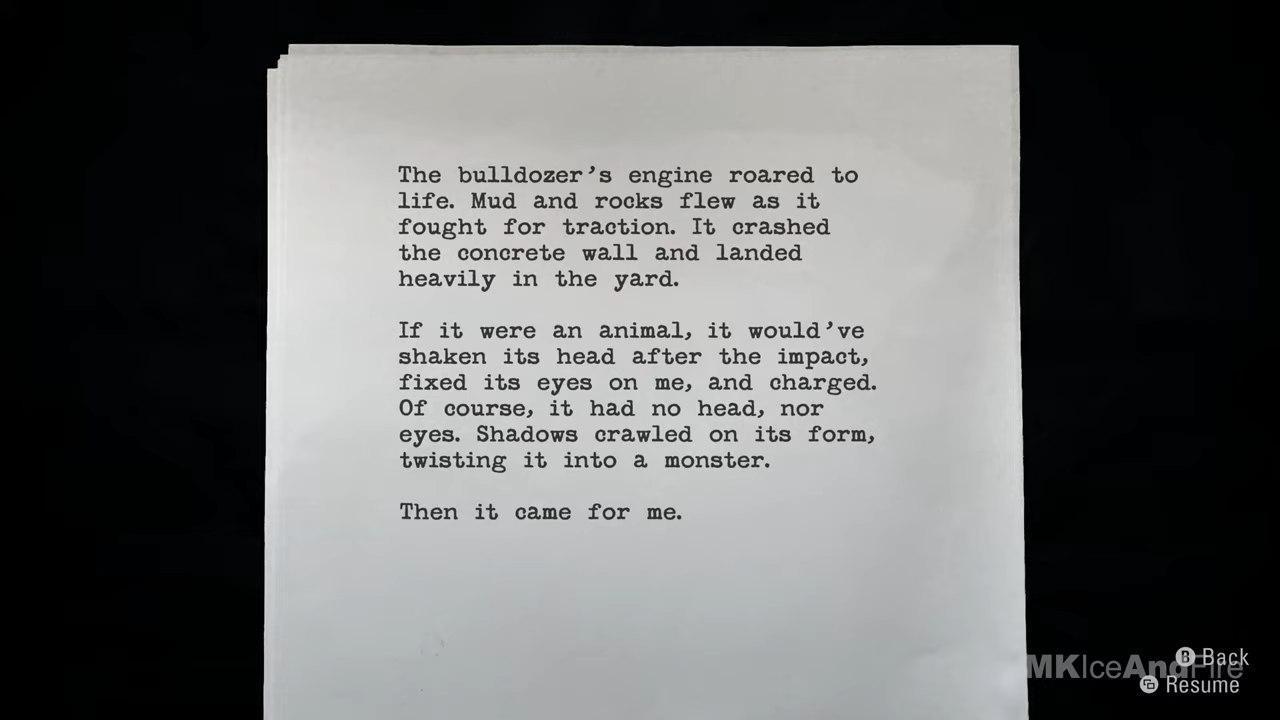 The bulldozer’s engine roared to
life. Mud and rocks flew as it
fought for traction. It crashed
the concrete wall and landed
heavily in the yard.
If it were an animal, it would’ve
shaken its head after the impact,
fixed its eyes on me, and charged.
Of course, it had no head, nor
eyes. Shadows crawled on its form,
twisting it into a monster.
Then it came for me.
B Back
MKIceAndFire
Resume